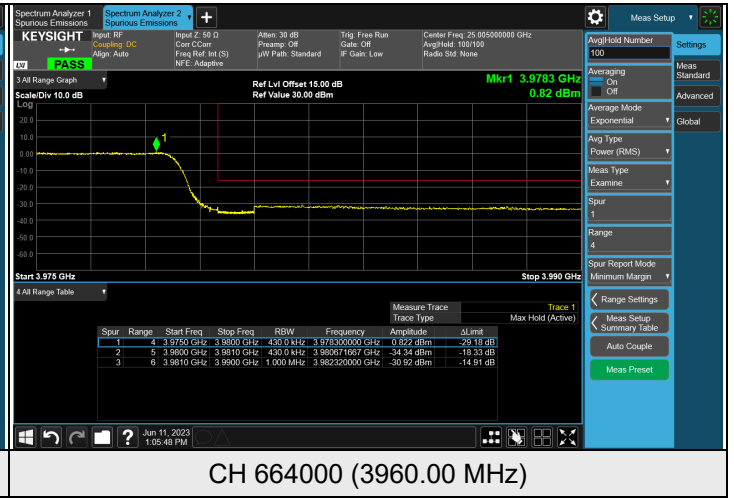 Spectrum Analyzer 1
Spurious Emissions
Spectrum Analyzer 2
Spurious Emissions
+
Meas Setup
KEYSIGHT
Input: RF
Coupling: DC
Align: Auto
Input Z: 50 Ω
Corr CCorr
Freq Ref: Int (S)
NFE: Adaptive
Atten: 30 dB
Preamp: Off
µW Path: Standard
Trig: Free Run
Gate: Off
IF Gain: Low
Center Freq: 25.005000000 GHz
Avg|Hold: 100/100
Radio Std: None
LXI
PASS
3 All Range Graph
Scale/Div 10.0 dB
Ref Lvl Offset 15.00 dB
Ref Value 30.00 dBm
Mkr1 3.9783 GHz
0.82 dBm
Log
20.0
10.0
0.00
-10.0
-20.0
-30.0
-40.0
-50.0
-60.0
1
Start 3.975 GHz
Stop 3.990 GHz
4 All Range Table
Measure Trace Trace 1
Trace Type Max Hold (Active)
Spur Range Start Freq Stop Freq RBW Frequency Amplitude ΔLimit
1 4 3.9750 GHz 3.9800 GHz 430.0 kHz 3.978300000 GHz 0.822 dBm -29.18 dB
2 5 3.9800 GHz 3.9810 GHz 430.0 kHz 3.980671667 GHz -34.34 dBm -18.33 dB
3 6 3.9810 GHz 3.9900 GHz 1.000 MHz 3.982320000 GHz -30.92 dBm -14.91 dB
Avg|Hold Number
100
Averaging
On
Off
Average Mode
Exponential
Avg Type
Power (RMS)
Meas Type
Examine
Spur
1
Range
4
Spur Report Mode
Minimum Margin
Range Settings
Meas Setup
Summary Table
Auto Couple
Meas Preset
Settings
Meas
Standard
Advanced
Global
?
Jun 11, 2023
1:05:48 PM
CH 664000 (3960.00 MHz)